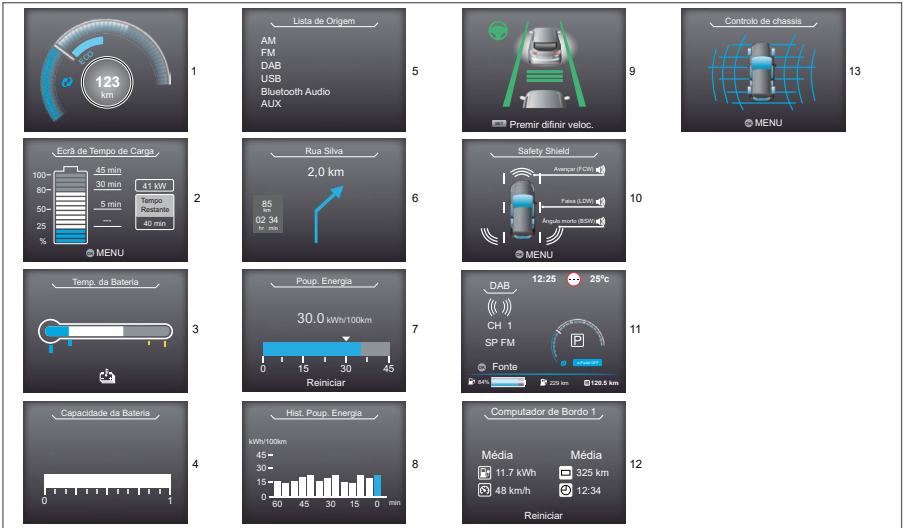 ECO
123
km
1
Ecrã de Tempo de Carga
100
80
50
25
%
45 min
30 min
5 min
---
41 kW
Tempo
Restante
40 min
OK MENU
2
Temp. da Bateria
3
Capacidade da Bateria
0 1
4
Lista de Origem
AM
FM
DAB
USB
Bluetooth Audio
AUX
5
Rua Silva
2,0 km
85
km
02 34
hr min
6
Poup. Energia
30.0 kWh/100km
0 15 30 45
Reiniciar
7
Hist. Poup. Energia
kWh/100km
45
30
15
0
60 45 30 15 0 min
8
SET Premir difinir veloc.
9
Safety Shield
Avançar (FCW)
Faixa (LDW)
Ângulo morto (BSW)
OK MENU
10
12:25 --- 25°C
DAB
CH 1
SP FM
P
OK Fonte
e-Pedal OFF
84% 229 km 120.5 km
11
Computador de Bordo 1
Média Média
11.7 kWh 325 km
48 km/h 12:34
Reiniciar
12
Controlo de chassis
OK MENU
13